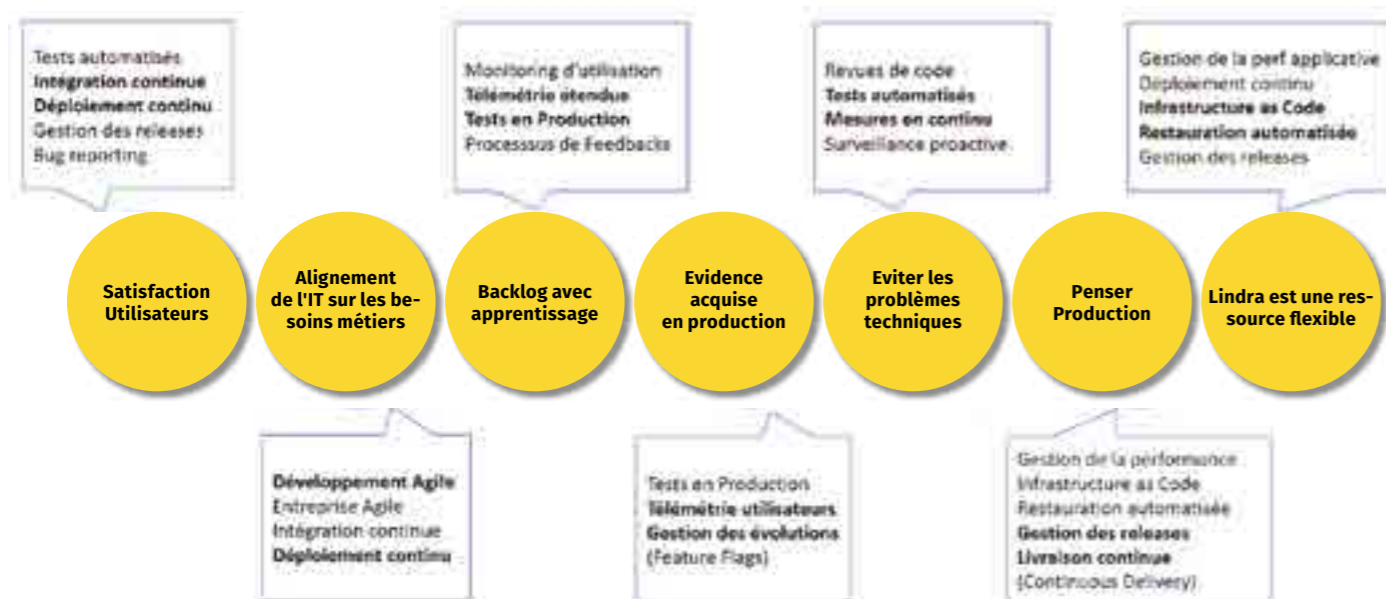 Tests automatisés
Intégration continue
Déploiement continu
Gestion des releases
Bug reporting
Monitoring d'utilisation
Télémétrie étendue
Tests en Production
Processsus de Feedbacks
Revues de code
Tests automatisés
Mesures en continu
Surveillance proactive
Gestion de la perf applicative
Déploiement continu
Infrastructure as Code
Restauration automatisée
Gestion des releases
Satisfaction
Utilisateurs
Alignement
de l'IT sur les be-
soins métiers
Backlog avec
apprentissage
Evidence
acquise
en production
Eviter les
problèmes
techniques
Penser
Production
Lindra est une res-
source flexible
Développement Agile
Entreprise Agile
Intégration continue
Déploiement continu
Tests en Production
Télémétrie utilisateurs
Gestion des évolutions
(Feature Flags)
Gestion de la performance
Infrastructure as Code
Restauration automatisée
Gestion des releases
Livraison continue
(Continuous Delivery)